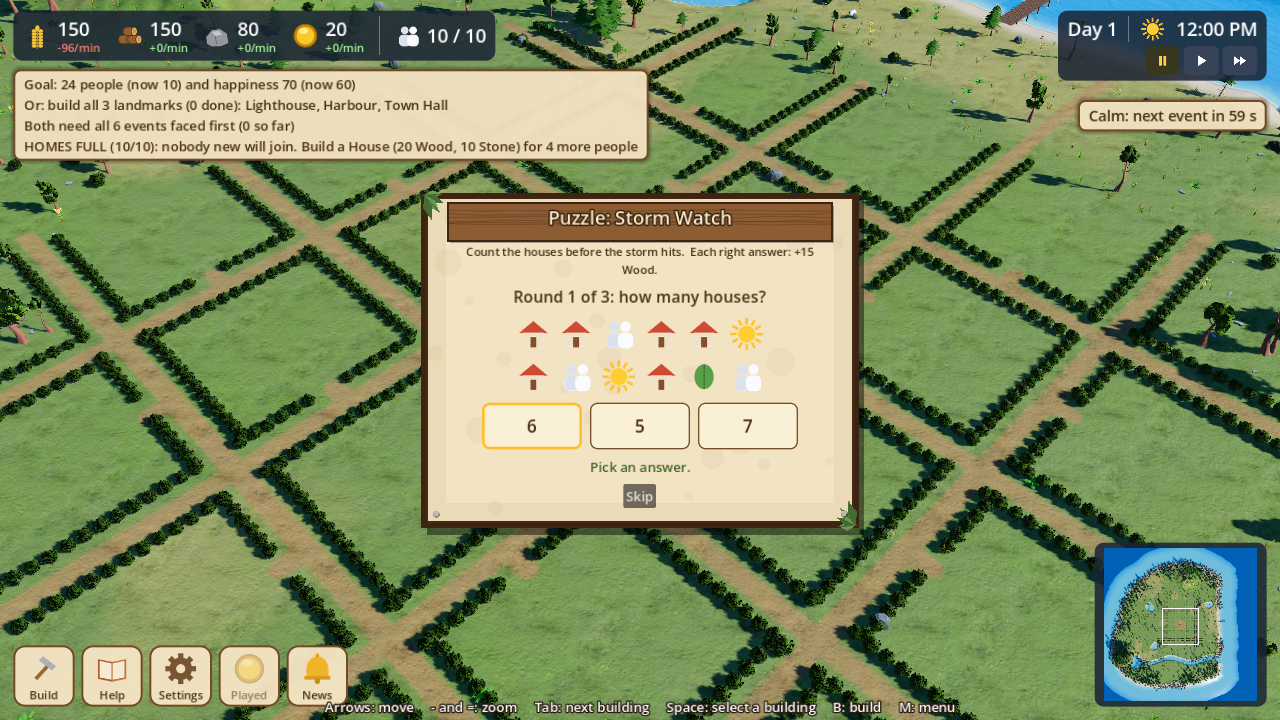 150
-96/min
150
+0/min
80
+0/min
20
+0/min
10 / 10
Day 1
12:00 PM
Goal: 24 people (now 10) and happiness 70 (now 60)
Or: build all 3 landmarks (0 done): Lighthouse, Harbour, Town Hall
Both need all 6 events faced first (0 so far)
HOMES FULL (10/10): nobody new will join. Build a House (20 Wood, 10 Stone) for 4 more people
Calm: next event in 59 s
Puzzle: Storm Watch
Count the houses before the storm hits. Each right answer: +15
Wood.
Round 1 of 3: how many houses?
6
5
7
Pick an answer.
Skip
Build
Help
Settings
Played
News
Arrows: move - and =: zoom Tab: next building Space: select a building B: build M: menu